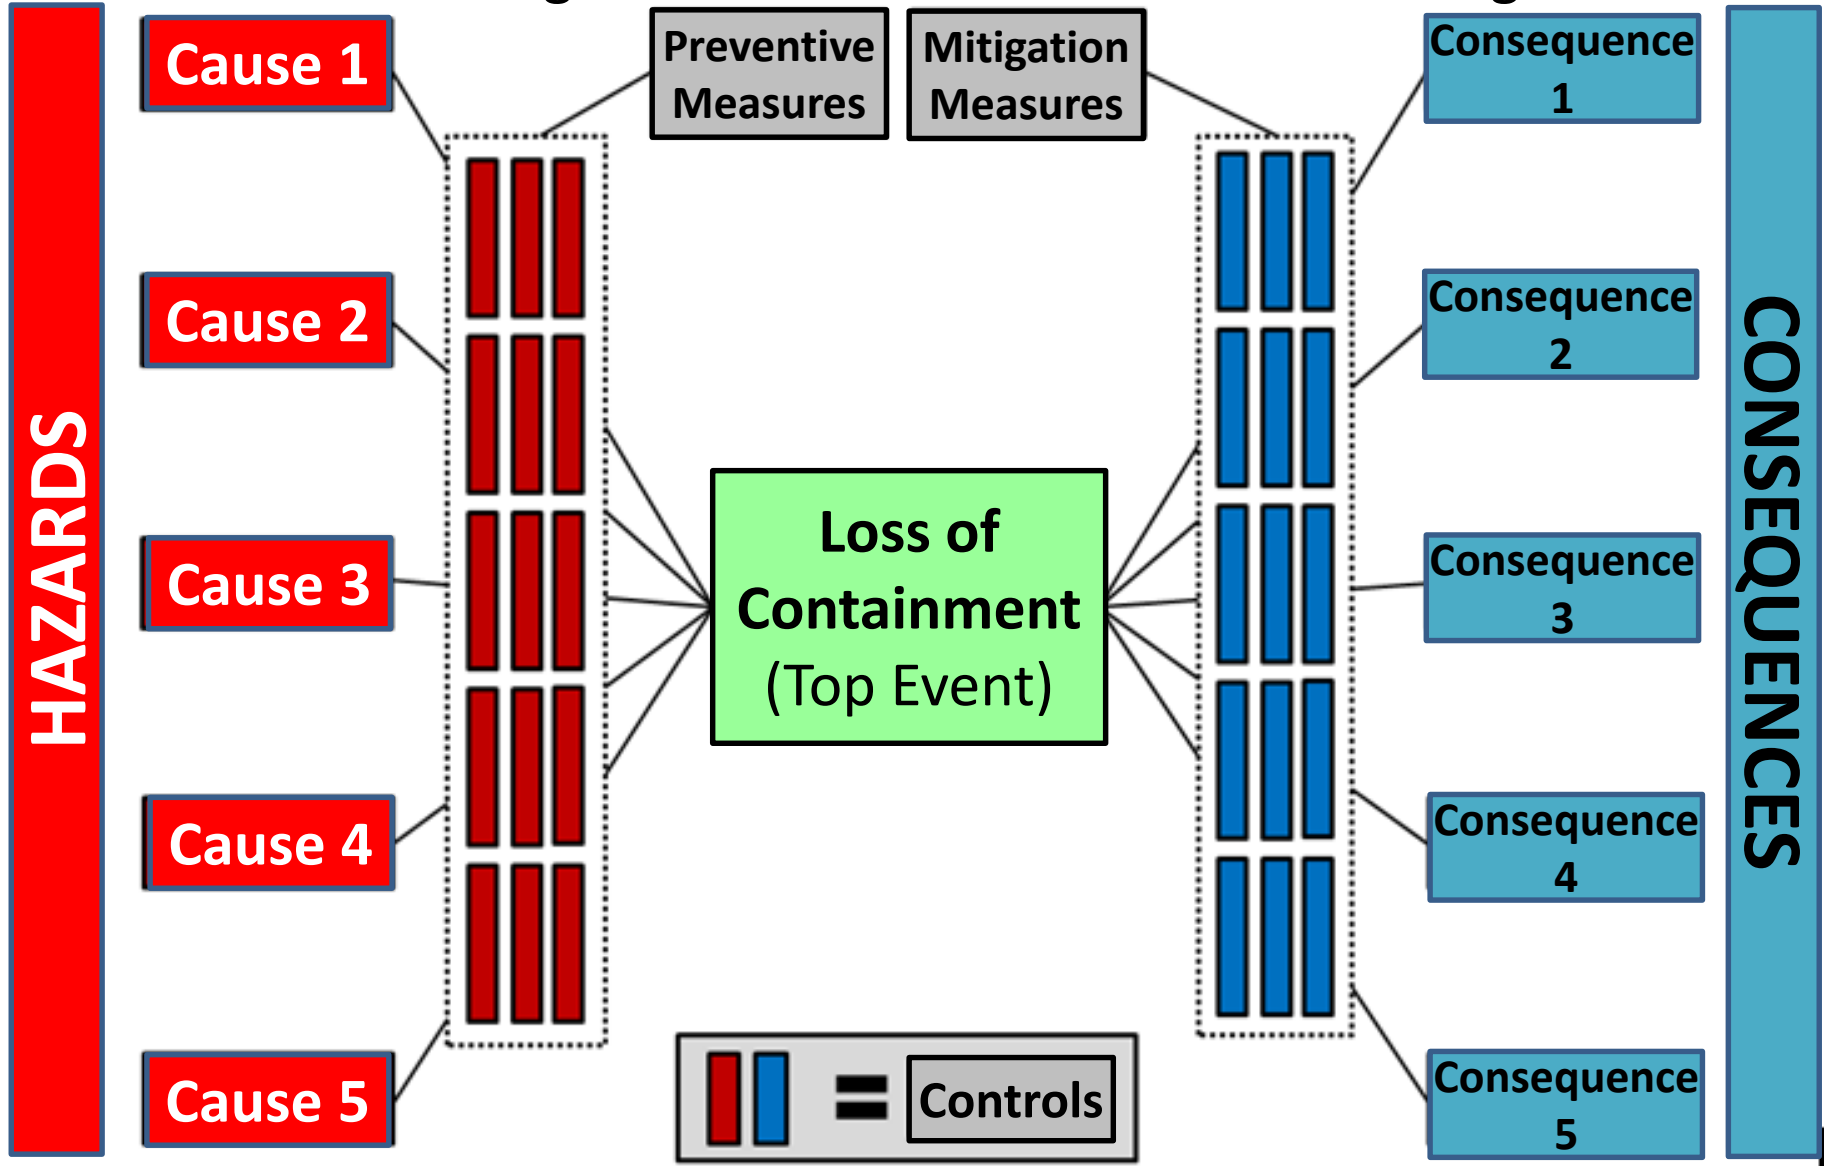 HAZARDS
Cause 1
Cause 2
Cause 3
Cause 4
Cause 5
Preventive
Measures
Mitigation
Measures
Loss of
Containment
(Top Event)
Controls
Consequence
1
Consequence
2
Consequence
3
Consequence
4
Consequence
5
CONSEQUENCES